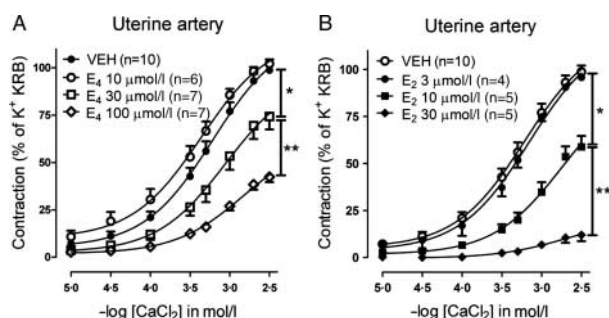 A
Uterine artery
Contraction (% of K⁺ KRB)
100
75
50
25
0
VEH (n=10)
E₄ 10 μmol/l (n=6)
E₄ 30 μmol/l (n=7)
E₄ 100 μmol/l (n=7)
*
**
5·0 4·5 4·0 3·5 3·0 2·5
–log [CaCl₂] in mol/l
B
Uterine artery
Contraction (% of K⁺ KRB)
100
75
50
25
0
VEH (n=10)
E₂ 3 μmol/l (n=4)
E₂ 10 μmol/l (n=5)
E₂ 30 μmol/l (n=5)
*
**
5·0 4·5 4·0 3·5 3·0 2·5
–log [CaCl₂] in mol/l